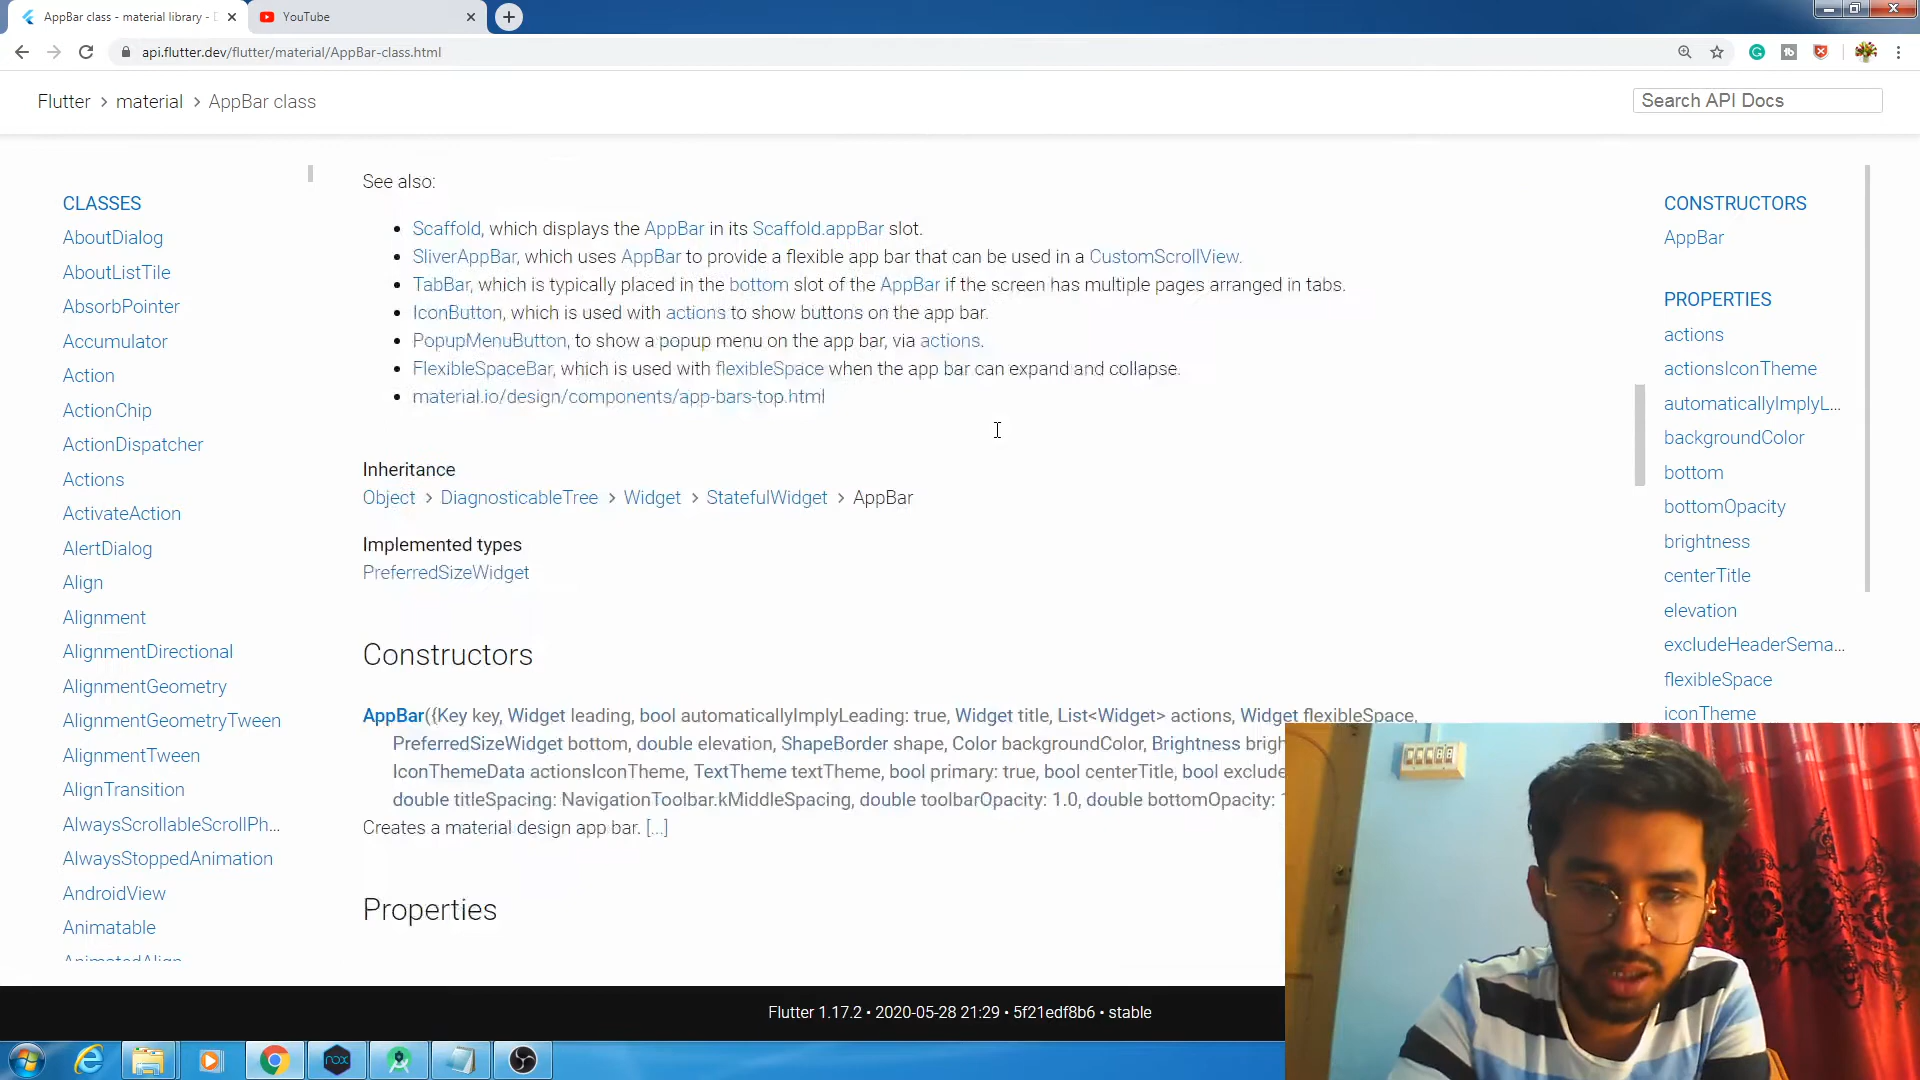 AppBar class - material library -
YouTube
api.flutter.dev/flutter/material/AppBar-class.html
Flutter > material > AppBar class
Search API Docs
CLASSES
AboutDialog
AboutListTile
AbsorbPointer
Accumulator
Action
ActionChip
ActionDispatcher
Actions
ActivateAction
AlertDialog
Align
Alignment
AlignmentDirectional
AlignmentGeometry
AlignmentGeometryTween
AlignmentTween
AlignTransition
AlwaysScrollableScrollPh...
AlwaysStoppedAnimation
AndroidView
Animatable
AnimatedAlign
See also:
• Scaffold, which displays the AppBar in its Scaffold.appBar slot.
• SliverAppBar, which uses AppBar to provide a flexible app bar that can be used in a CustomScrollView.
• TabBar, which is typically placed in the bottom slot of the AppBar if the screen has multiple pages arranged in tabs.
• IconButton, which is used with actions to show buttons on the app bar.
• PopupMenuButton, to show a popup menu on the app bar, via actions.
• FlexibleSpaceBar, which is used with flexibleSpace when the app bar can expand and collapse.
• material.io/design/components/app-bars-top.html
Inheritance
Object > DiagnosticableTree > Widget > StatefulWidget > AppBar
Implemented types
PreferredSizeWidget
Constructors
AppBar({Key key, Widget leading, bool automaticallyImplyLeading: true, Widget title, List<Widget> actions, Widget flexibleSpace,
PreferredSizeWidget bottom, double elevation, ShapeBorder shape, Color backgroundColor, Brightness brigh
IconThemeData actionsIconTheme, TextTheme textTheme, bool primary: true, bool centerTitle, bool exclude
double titleSpacing: NavigationToolbar.kMiddleSpacing, double toolbarOpacity: 1.0, double bottomOpacity: 1
Creates a material design app bar. [...]
Properties
CONSTRUCTORS
AppBar
PROPERTIES
actions
actionsIconTheme
automaticallyImplyL...
backgroundColor
bottom
bottomOpacity
brightness
centerTitle
elevation
excludeHeaderSema...
flexibleSpace
iconTheme
Flutter 1.17.2 • 2020-05-28 21:29 • 5f21edf8b6 • stable
nox